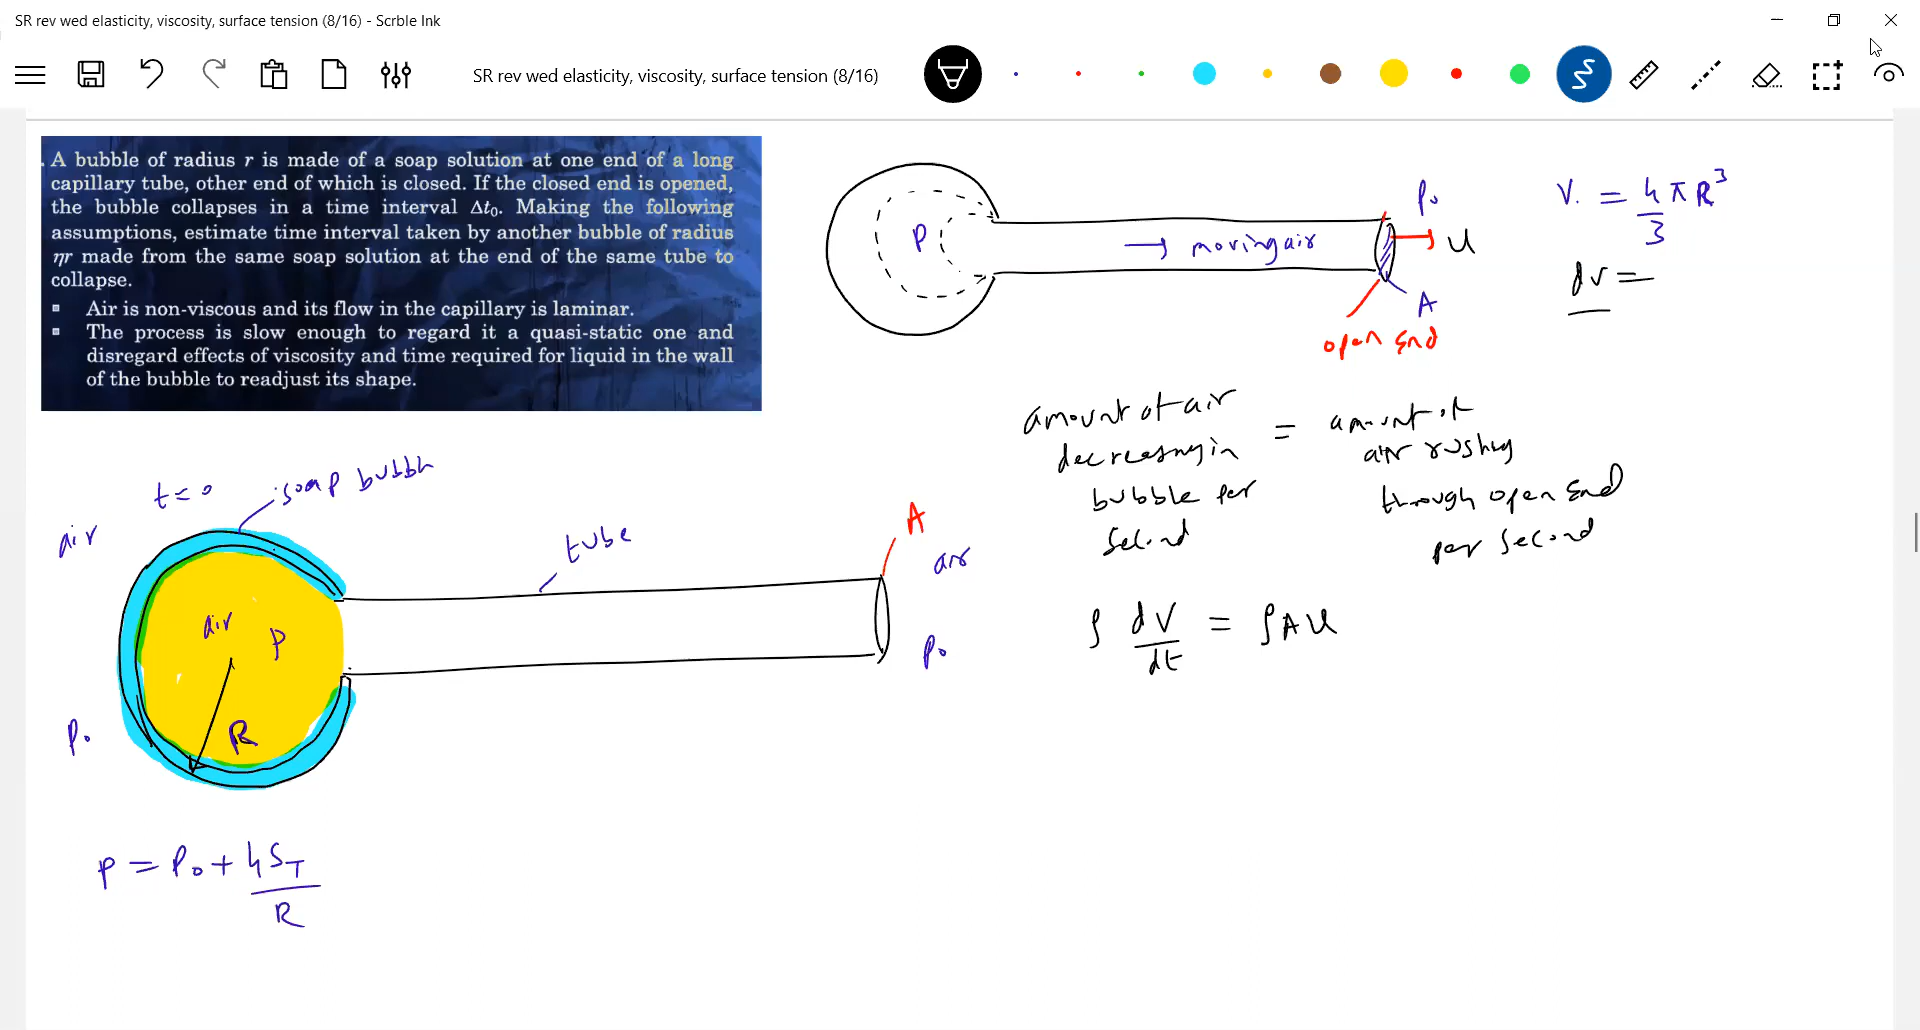 SR rev wed elasticity, viscosity, surface tension (8/16) - Scrble Ink
SR rev wed elasticity, viscosity, surface tension (8/16)
. A bubble of radius r is made of a soap solution at one end of a long
capillary tube, other end of which is closed. If the closed end is opened,
the bubble collapses in a time interval Δt₀. Making the following
assumptions, estimate time interval taken by another bubble of radius
ηr made from the same soap solution at the end of the same tube to
collapse.
▪ Air is non-viscous and its flow in the capillary is laminar.
▪ The process is slow enough to regard it a quasi-static one and
disregard effects of viscosity and time required for liquid in the wall
of the bubble to readjust its shape.
P
→ moving air
P₀
u
A
open end
V = 4/3 π R³
dv =
amount of air
decreasing in
bubble per
second
=
amount of
air rushing
through open end
per second
ρ dV/dt = ρAu
t = 0
soap bubble
air
tube
A
air
air
P
R
P₀
P₀
P = P₀ + 4S_T/R